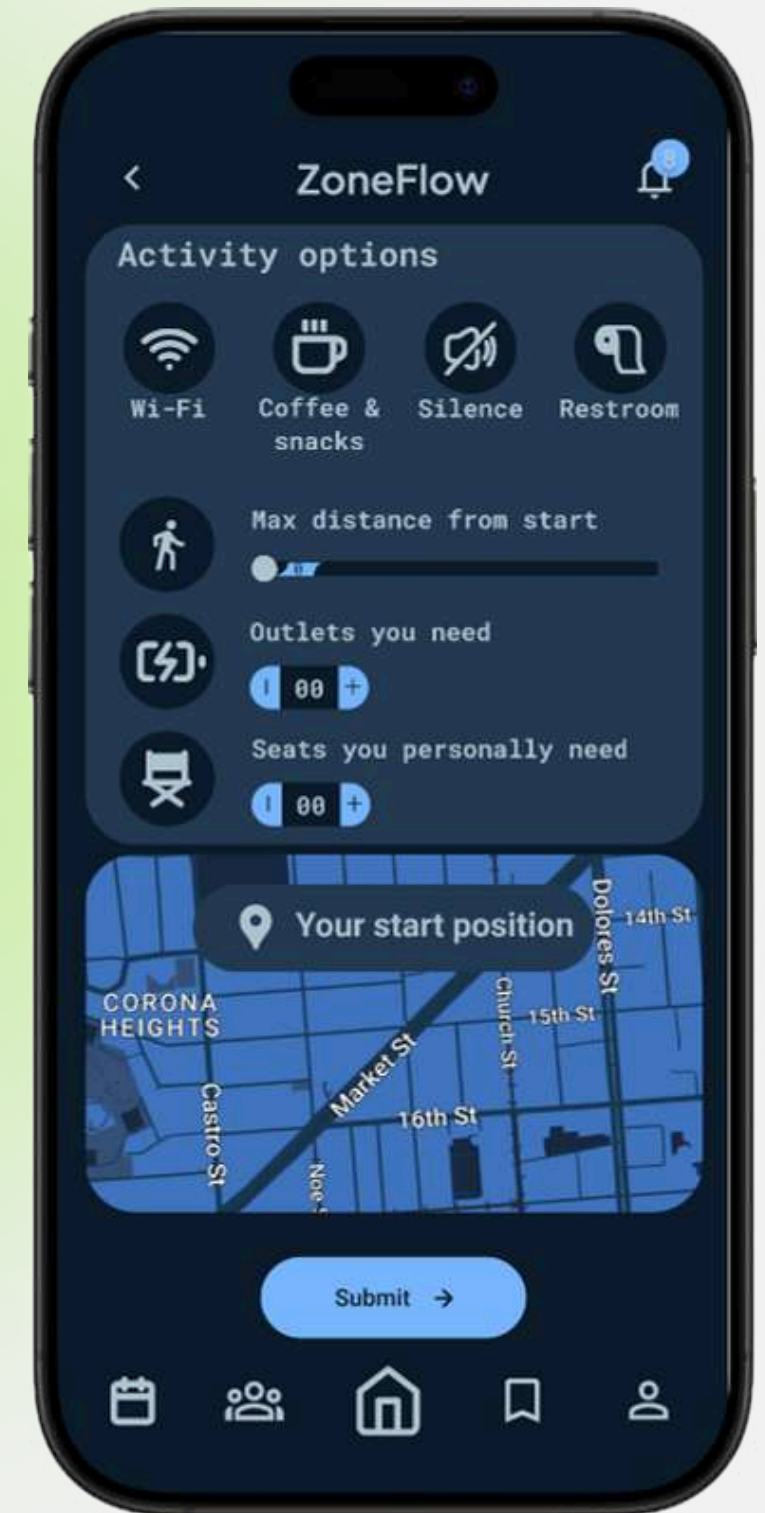 ZoneFlow
Activity options
Wi-Fi
Coffee &
snacks
Silence
Restroom
Max distance from start
Outlets you need
00 +
Seats you personally need
00 +
Your start position
Dolores St
14th St
CORONA
HEIGHTS
Church St
15th St
Market St
Castro St
16th St
Noe
Submit →